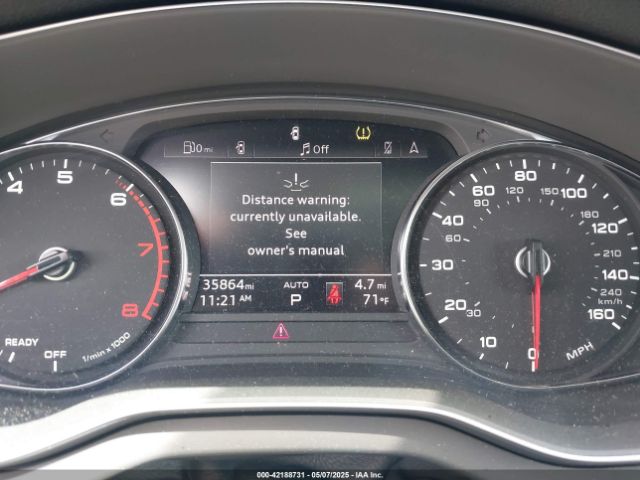 0 mi
Off
Distance warning:
currently unavailable.
See
owner's manual
35864 mi
AUTO
4.7 mi
11:21 AM
P
71°F
4 5 6 7 8
READY
OFF
1/min x 1000
0 10 20 30 40 60 80 100 120 140 160
30 60 90 120 150 180 210 240
km/h
MPH
000-42188731 - 05/07/2025 - IAA Inc.